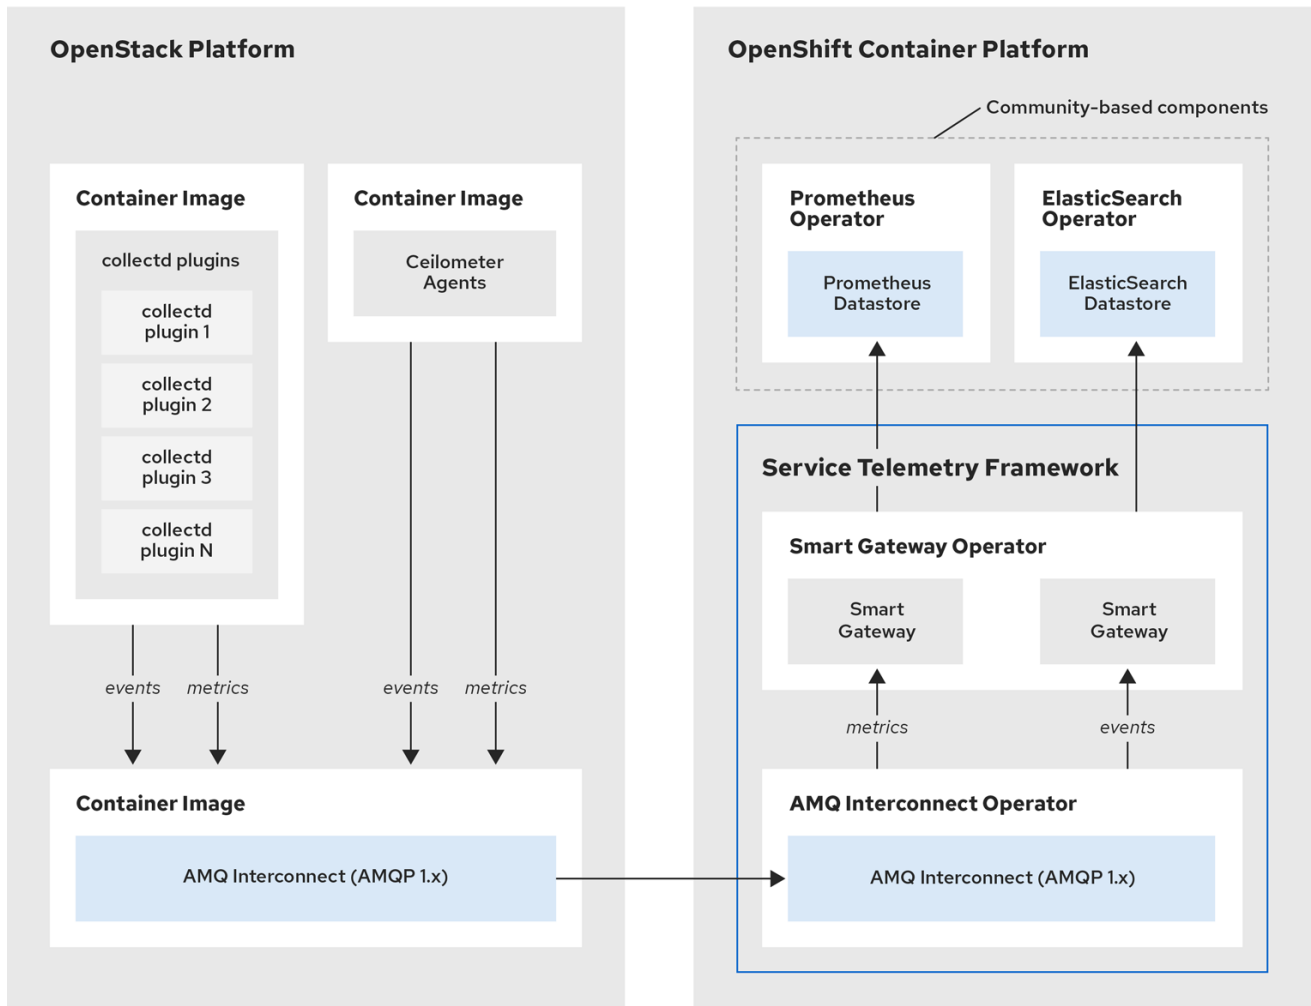 OpenStack Platform
Container Image
collectd plugins
collectd
plugin 1
collectd
plugin 2
collectd
plugin 3
collectd
plugin N
Container Image
Ceilometer
Agents
events
metrics
events
metrics
Container Image
AMQ Interconnect (AMQP 1.x)
OpenShift Container Platform
Community-based components
Prometheus
Operator
Prometheus
Datastore
ElasticSearch
Operator
ElasticSearch
Datastore
Service Telemetry Framework
Smart Gateway Operator
Smart
Gateway
Smart
Gateway
metrics
events
AMQ Interconnect Operator
AMQ Interconnect (AMQP 1.x)